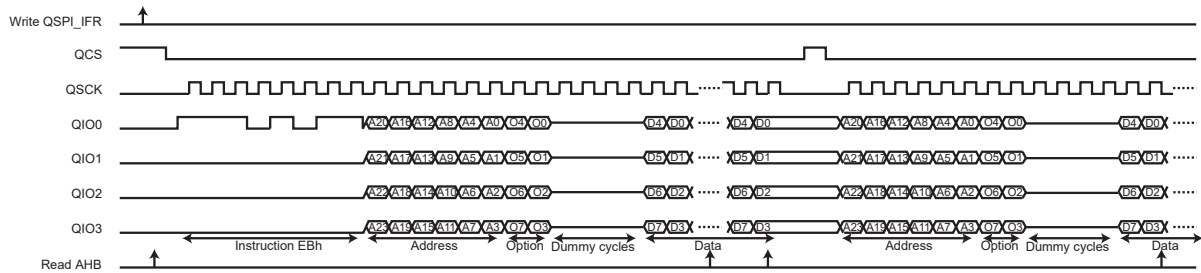 Write QSPI_IFR
QCS
QSCK
QIO0 A20 A16 A12 A8 A4 A0 O4 O0 D4 D0 D4 D0 A20 A16 A12 A8 A4 A0 O4 O0 D4 D0
QIO1 A21 A17 A13 A9 A5 A1 O5 O1 D5 D1 D5 D1 A21 A17 A13 A9 A5 A1 O5 O1 D5 D1
QIO2 A22 A18 A14 A10 A6 A2 O6 O2 D6 D2 D6 D2 A22 A18 A14 A10 A6 A2 O6 O2 D6 D2
QIO3 A23 A19 A15 A11 A7 A3 O7 O3 D7 D3 D7 D3 A23 A19 A15 A11 A7 A3 O7 O3 D7 D3
Instruction EBh Address Option Dummy cycles Data Address Option Dummy cycles Data
Read AHB